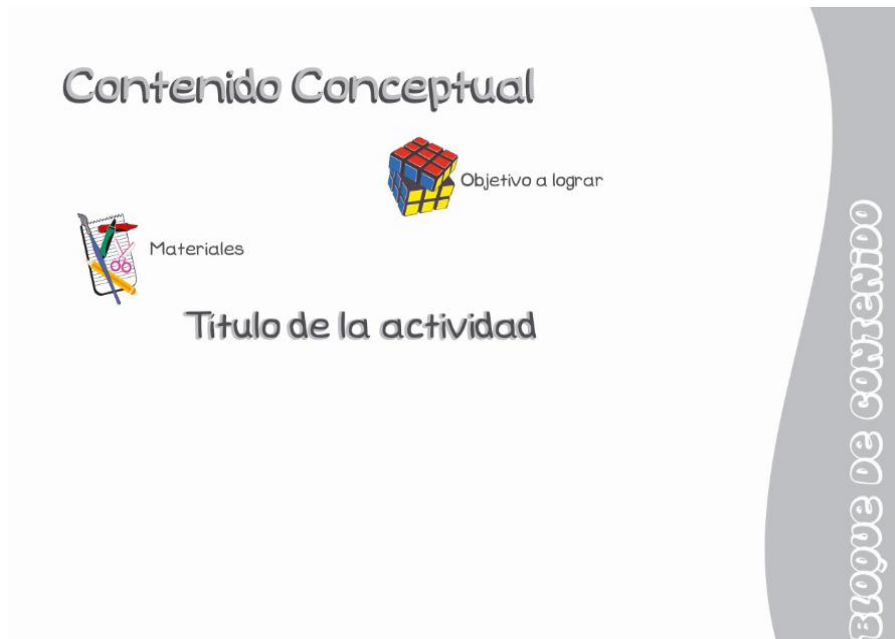 Contenido Conceptual
Objetivo a lograr
Materiales
Titulo de la actividad
BLOQUE DE CONTENIDO